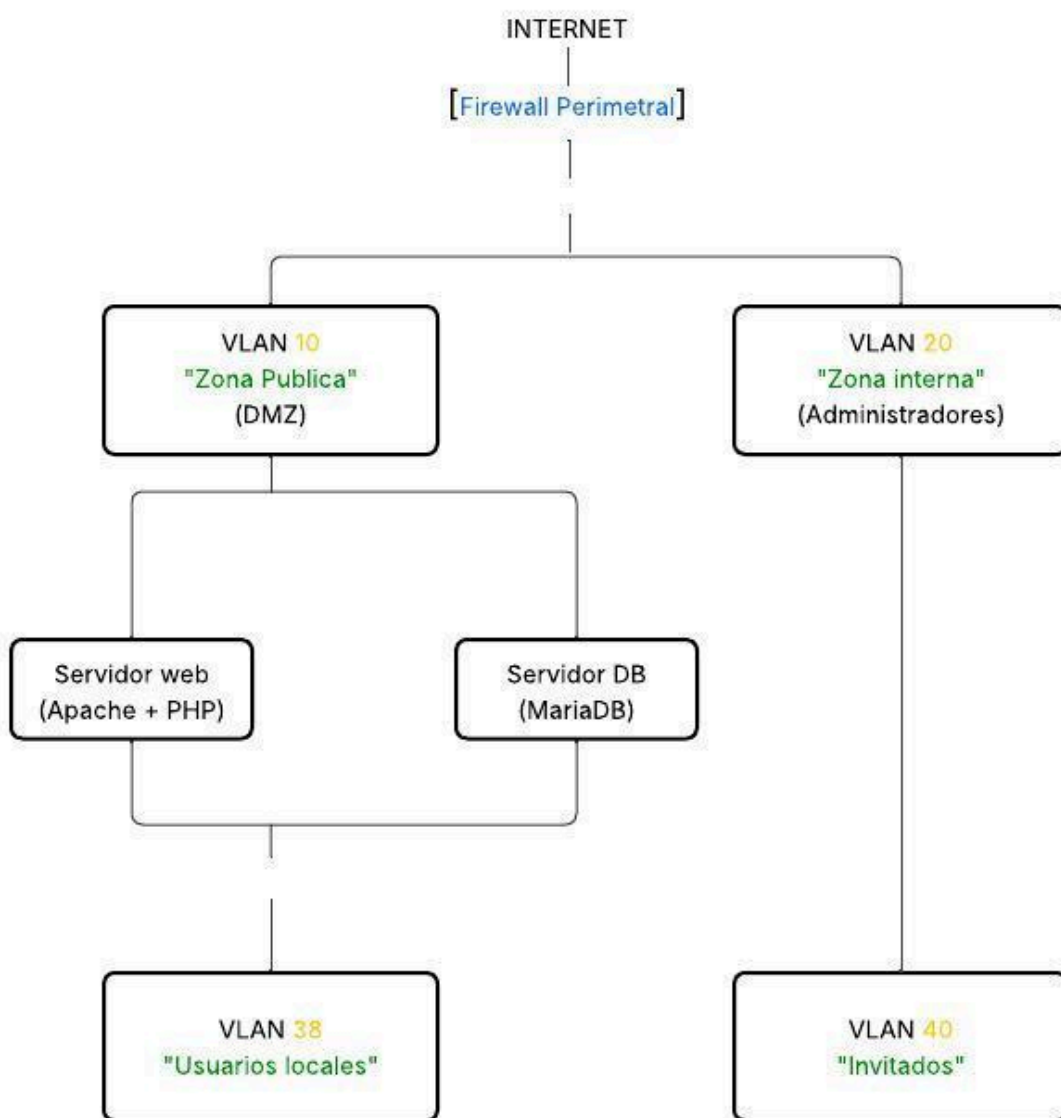 INTERNET
[Firewall Perimetral]
VLAN 10
"Zona Publica"
(DMZ)
VLAN 20
"Zona interna"
(Administradores)
Servidor web
(Apache + PHP)
Servidor DB
(MariaDB)
VLAN 38
"Usuarios locales"
VLAN 40
"Invitados"